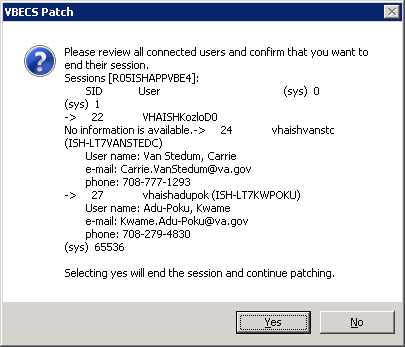 VBECS Patch
Please review all connected users and confirm that you want to
end their session.
Sessions [R05ISHAPPVBE4]:
SID User (sys) 0
(sys) 1
-> 22 VHAISHKozloD0
No information is available.-> 24 vhaishvanstc
(ISH-LT7VANSTEDC)
User name: Van Stedum, Carrie
e-mail: Carrie.VanStedum@va.gov
phone: 708-777-1293
-> 27 vhaishadupok (ISH-LT7KWPOKU)
User name: Adu-Poku, Kwame
e-mail: Kwame.Adu-Poku@va.gov
phone: 708-279-4830
(sys) 65536
Selecting yes will end the session and continue patching.
Yes No